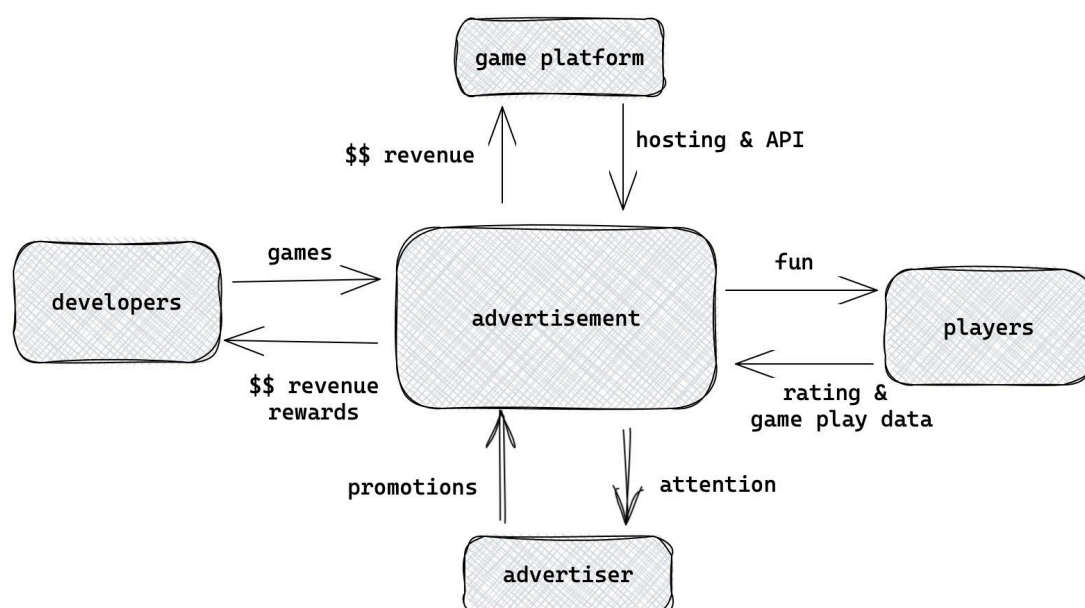 game platform
$$ revenue
hosting & API
games
fun
developers
advertisement
players
$$ revenue
rewards
rating &
game play data
promotions
attention
advertiser